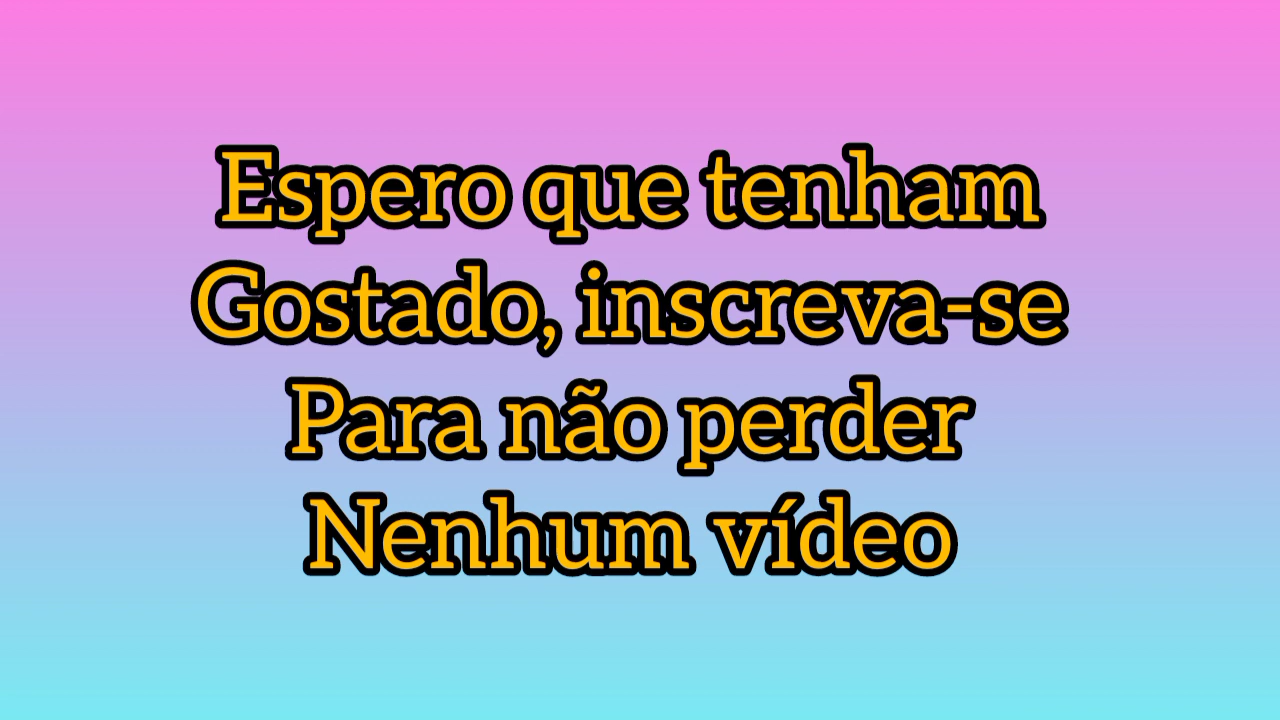 Espero que tenham
Gostado, inscreva-se
Para não perder
Nenhum vídeo